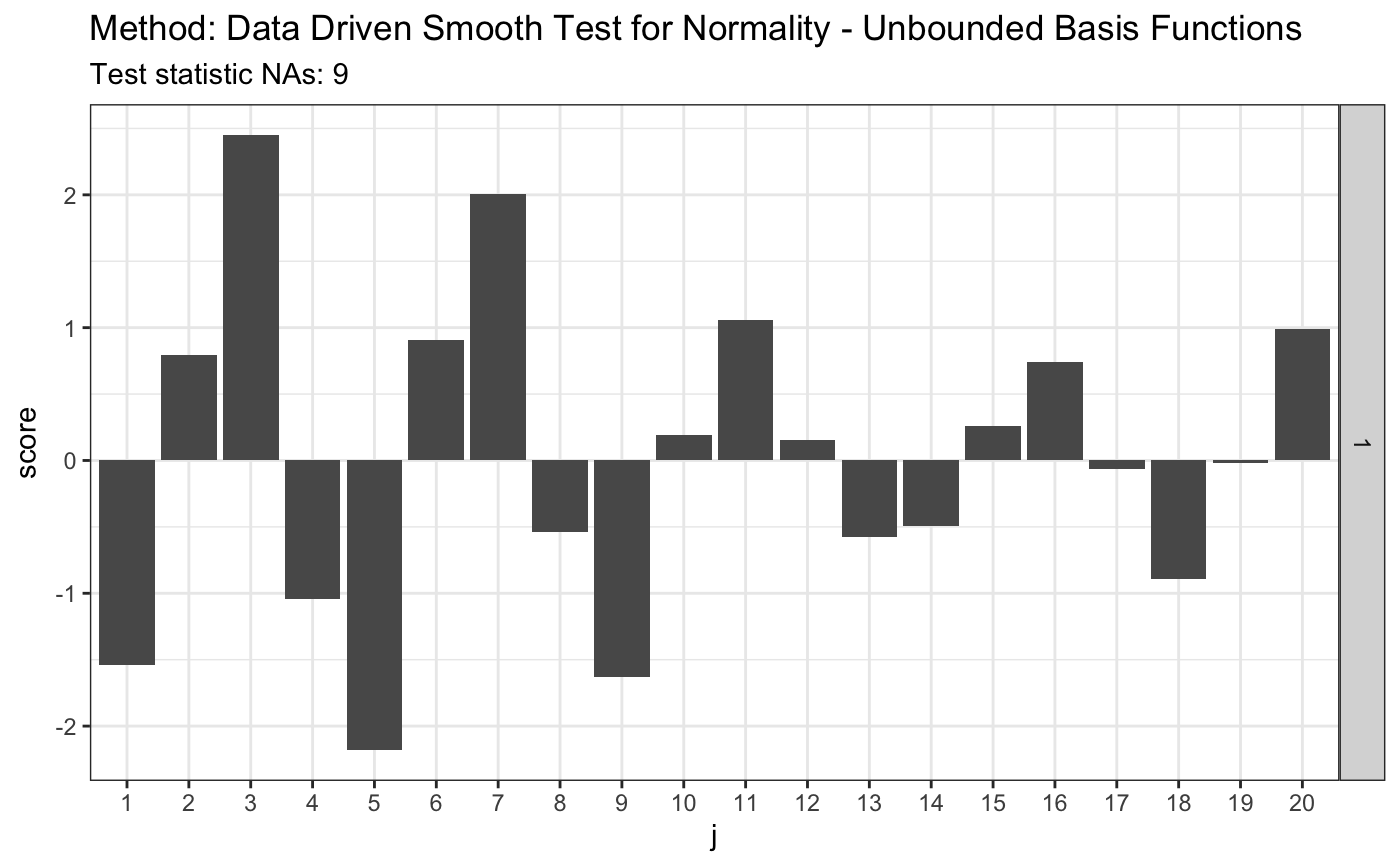 Method: Data Driven Smooth Test for Normality - Unbounded Basis Functions
Test statistic NAs: 9
score
2
1
0
-1
-2
1
1 2 3 4 5 6 7 8 9 10 11 12 13 14 15 16 17 18 19 20
j